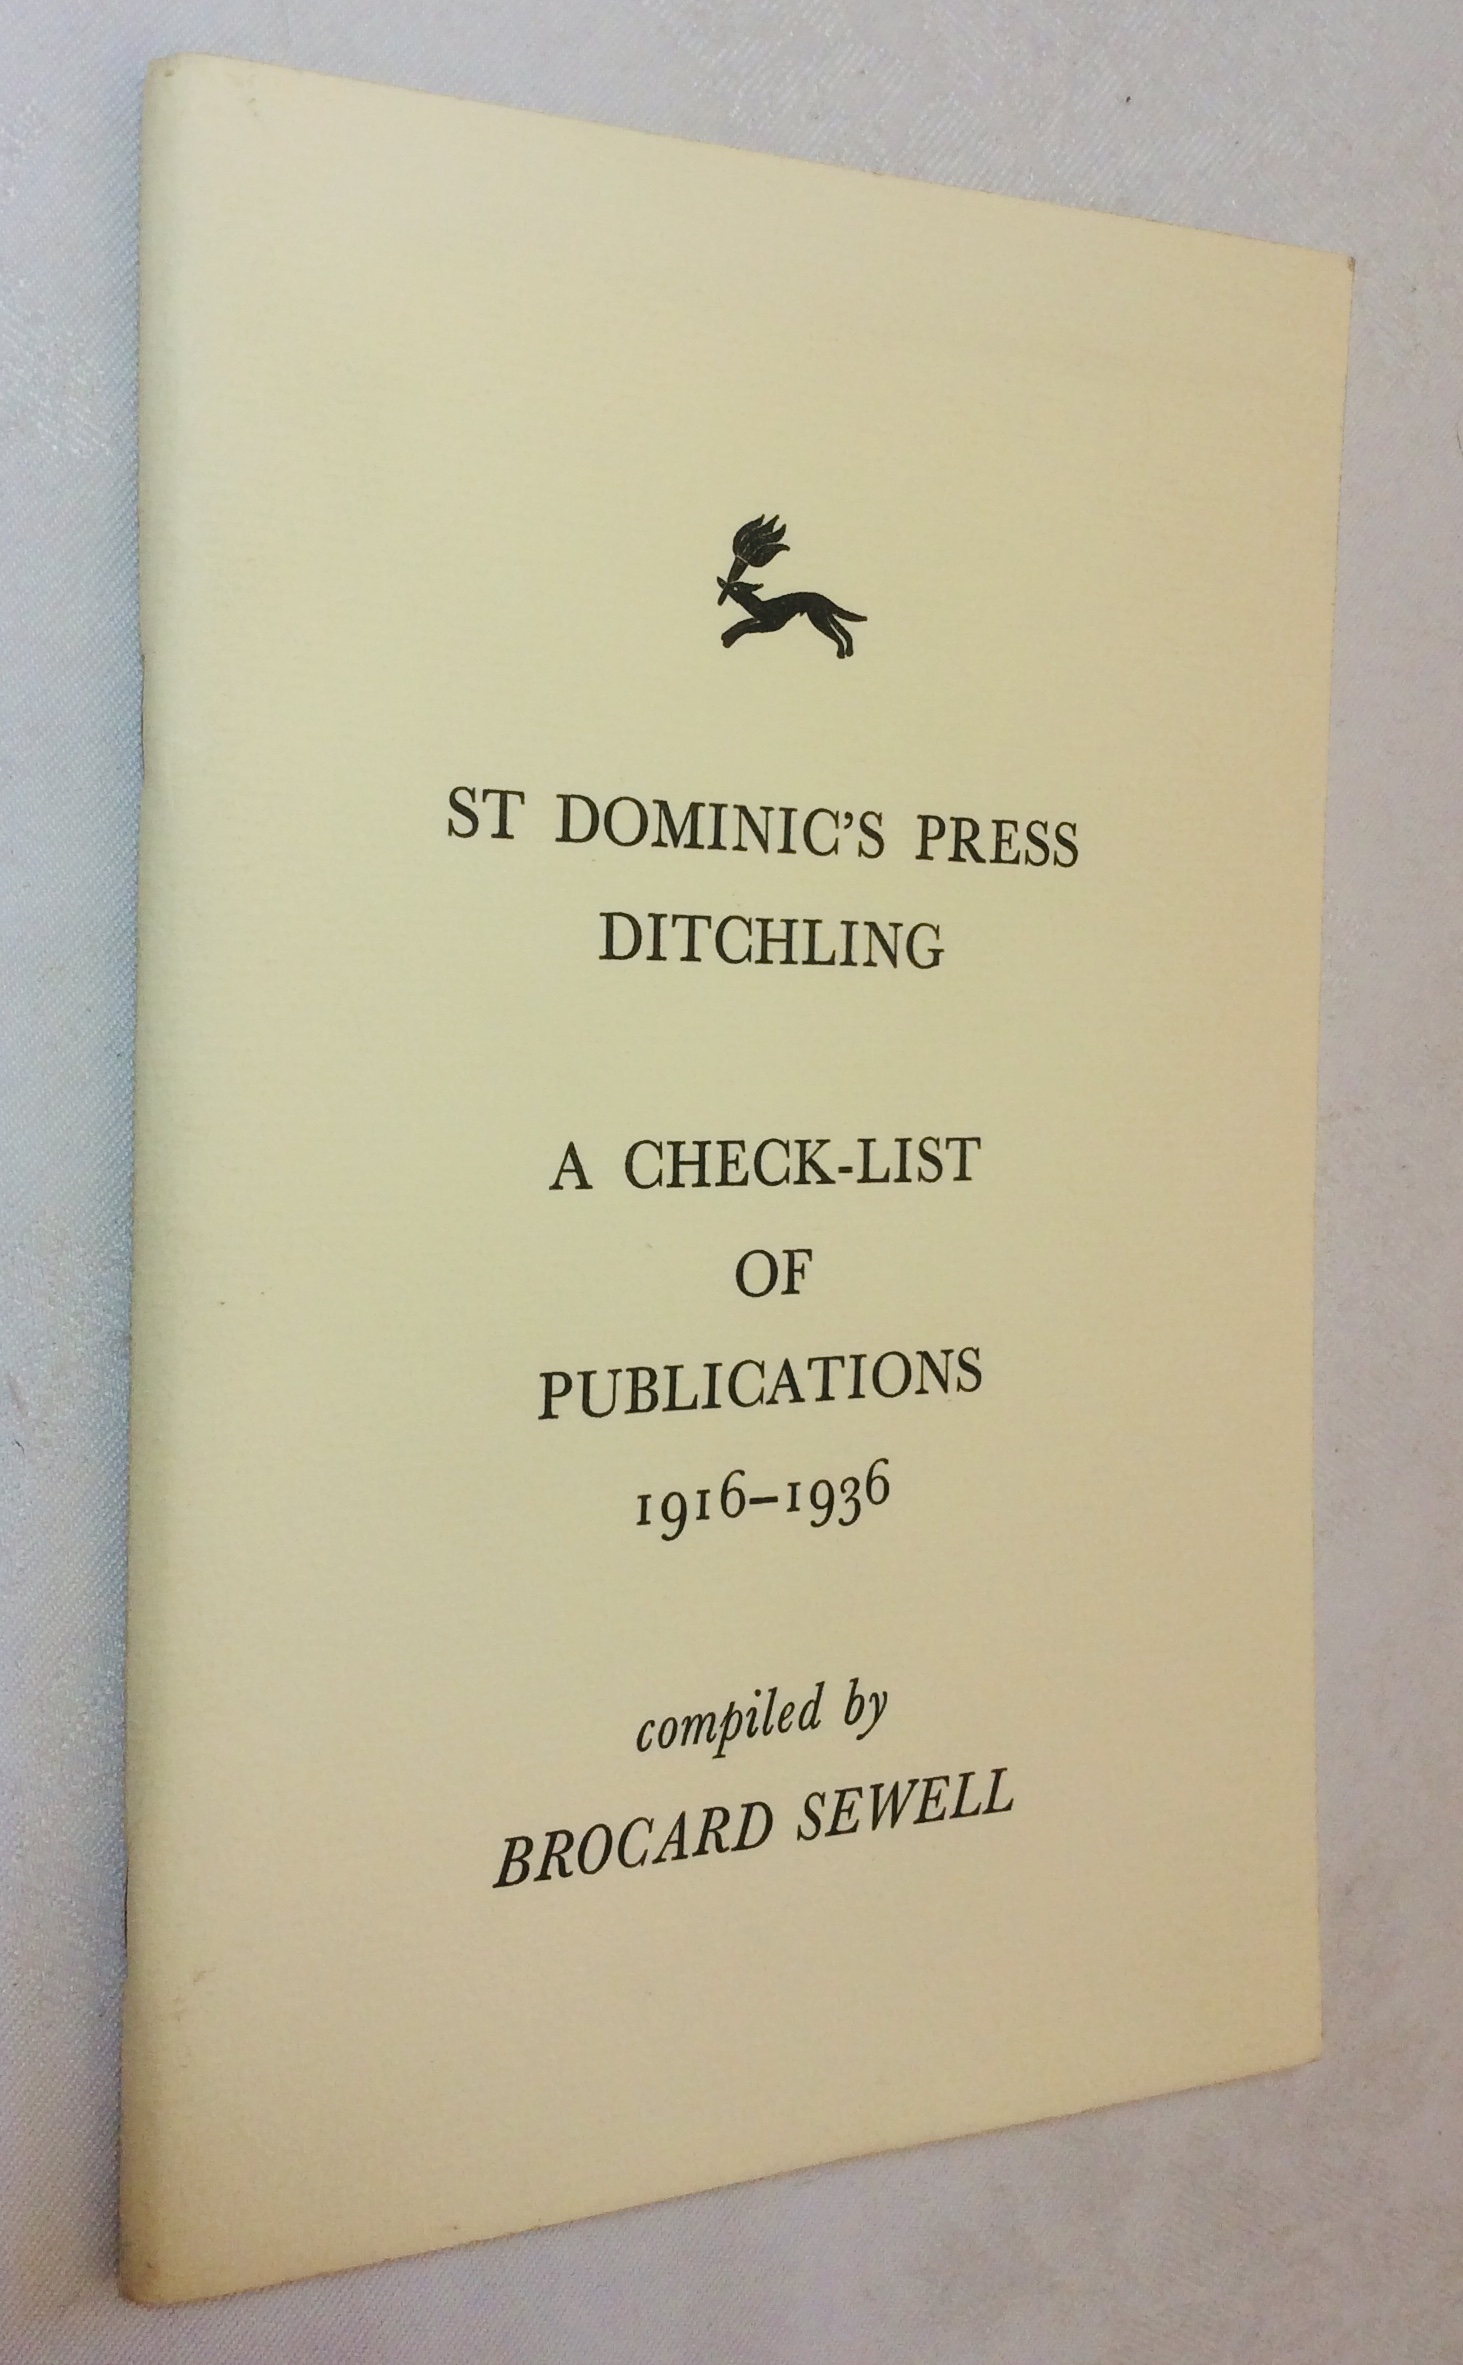 ST DOMINIC’S PRESS
DITCHLING
A CHECK-LIST
OF
PUBLICATIONS
1916–1936
compiled by
BROCARD SEWELL